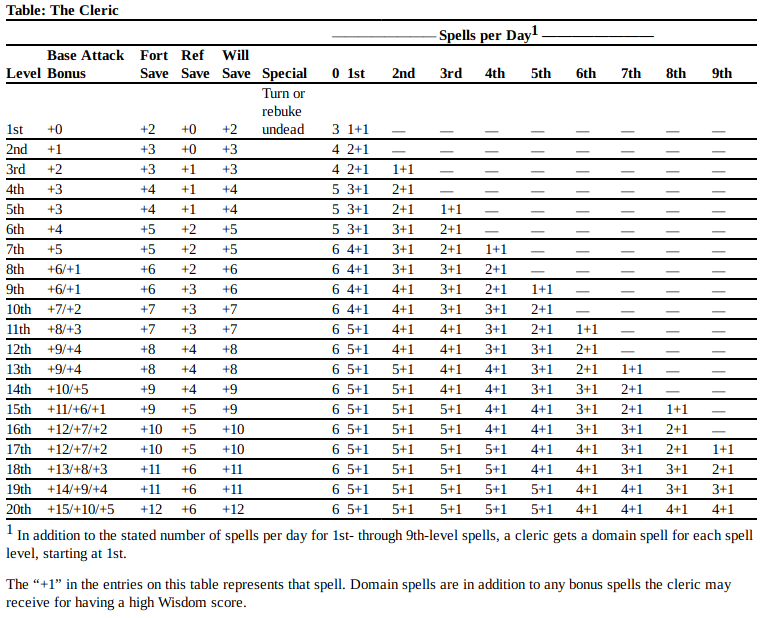 Table: The Cleric
————————— Spells per Day1 —————————
Base Attack Fort Ref Will
Level Bonus Save Save Save Special 0 1st 2nd 3rd 4th 5th 6th 7th 8th 9th
Turn or
rebuke
1st +0 +2 +0 +2 undead 3 1+1 — — — — — — — —
2nd +1 +3 +0 +3 4 2+1 — — — — — — — —
3rd +2 +3 +1 +3 4 2+1 1+1 — — — — — — —
4th +3 +4 +1 +4 5 3+1 2+1 — — — — — — —
5th +3 +4 +1 +4 5 3+1 2+1 1+1 — — — — — —
6th +4 +5 +2 +5 5 3+1 3+1 2+1 — — — — — —
7th +5 +5 +2 +5 6 4+1 3+1 2+1 1+1 — — — — —
8th +6/+1 +6 +2 +6 6 4+1 3+1 3+1 2+1 — — — — —
9th +6/+1 +6 +3 +6 6 4+1 4+1 3+1 2+1 1+1 — — — —
10th +7/+2 +7 +3 +7 6 4+1 4+1 3+1 3+1 2+1 — — — —
11th +8/+3 +7 +3 +7 6 5+1 4+1 4+1 3+1 2+1 1+1 — — —
12th +9/+4 +8 +4 +8 6 5+1 4+1 4+1 3+1 3+1 2+1 — — —
13th +9/+4 +8 +4 +8 6 5+1 5+1 4+1 4+1 3+1 2+1 1+1 — —
14th +10/+5 +9 +4 +9 6 5+1 5+1 4+1 4+1 3+1 3+1 2+1 — —
15th +11/+6/+1 +9 +5 +9 6 5+1 5+1 5+1 4+1 4+1 3+1 2+1 1+1 —
16th +12/+7/+2 +10 +5 +10 6 5+1 5+1 5+1 4+1 4+1 3+1 3+1 2+1 —
17th +12/+7/+2 +10 +5 +10 6 5+1 5+1 5+1 5+1 4+1 4+1 3+1 2+1 1+1
18th +13/+8/+3 +11 +6 +11 6 5+1 5+1 5+1 5+1 4+1 4+1 3+1 3+1 2+1
19th +14/+9/+4 +11 +6 +11 6 5+1 5+1 5+1 5+1 5+1 4+1 4+1 3+1 3+1
20th +15/+10/+5 +12 +6 +12 6 5+1 5+1 5+1 5+1 5+1 4+1 4+1 4+1 4+1
1 In addition to the stated number of spells per day for 1st- through 9th-level spells, a cleric gets a domain spell for each spell
level, starting at 1st.
The “+1” in the entries on this table represents that spell. Domain spells are in addition to any bonus spells the cleric may
receive for having a high Wisdom score.